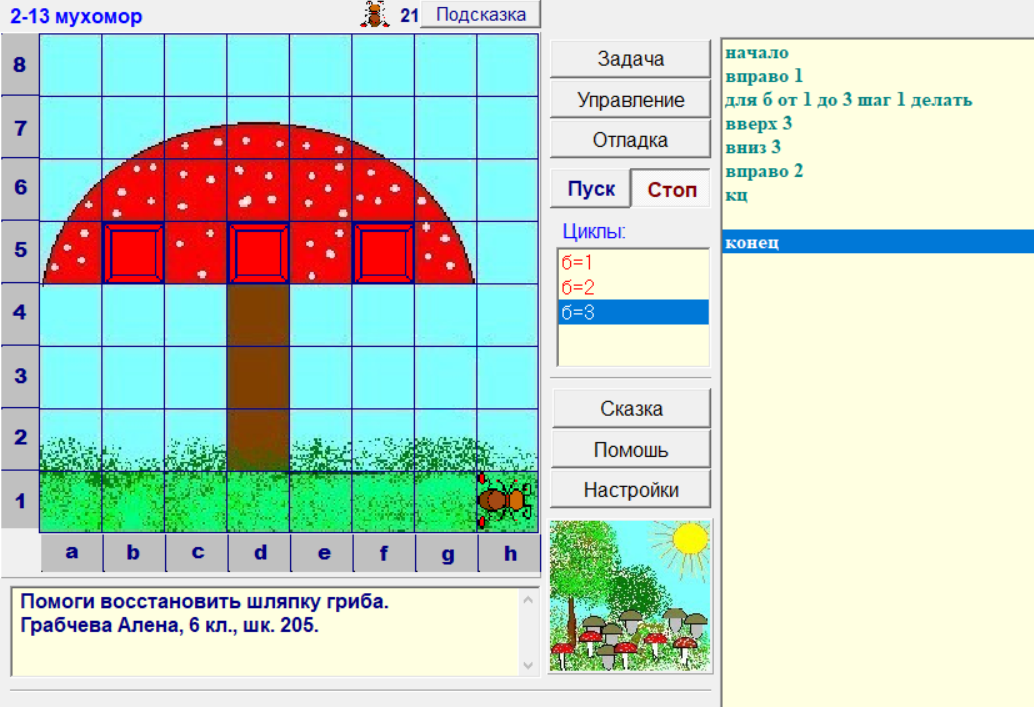 2-13 мухомор
21
Подсказка
8
7
6
5
4
3
2
1
a b c d e f g h
Помоги восстановить шляпку гриба.
Грабчева Алена, 6 кл., шк. 205.
Задача
Управление
Отладка
Пуск
Стоп
Циклы:
б=1
б=2
б=3
Сказка
Помошь
Настройки
начало
вправо 1
для б от 1 до 3 шаг 1 делать
вверх 3
вниз 3
вправо 2
кц
конец